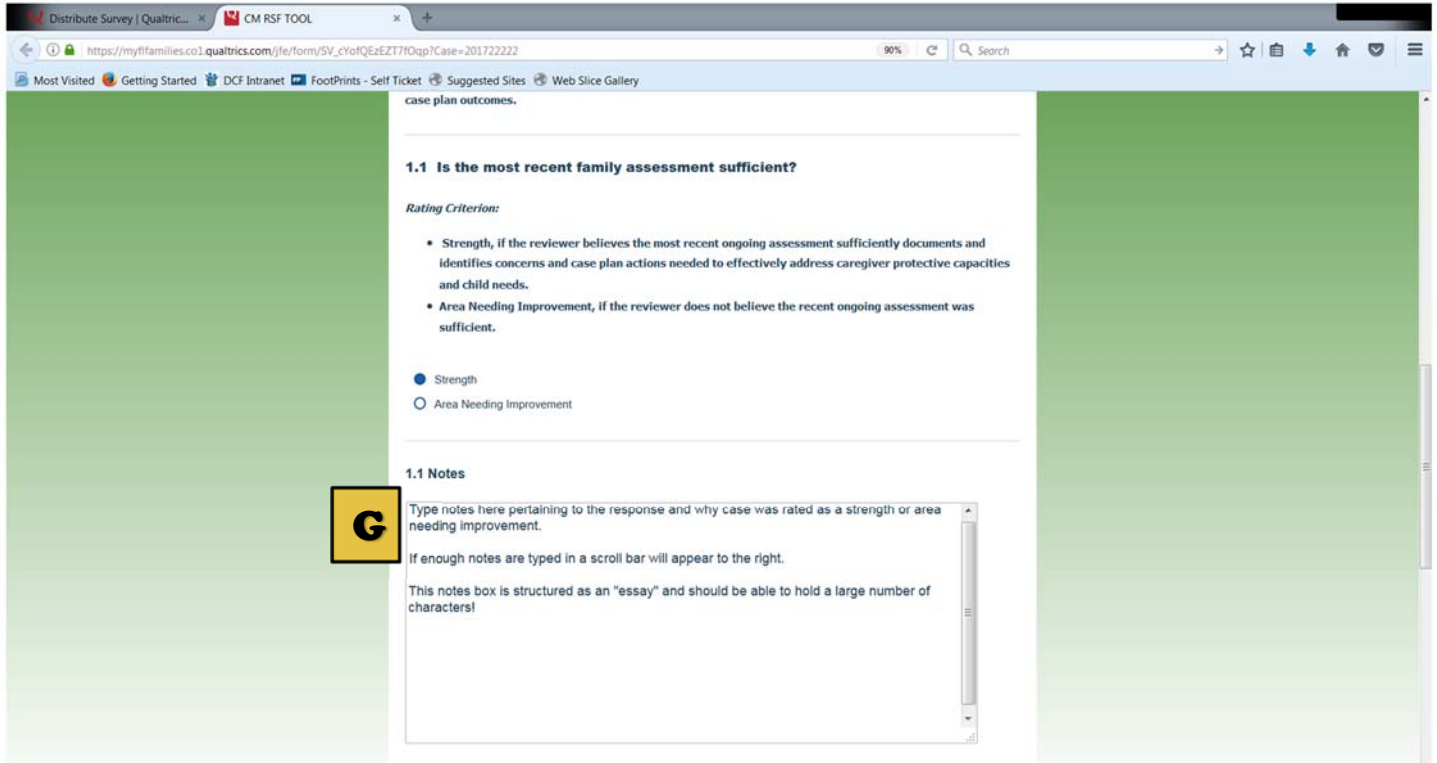 Distribute Survey | Qualtric...
CM RSF TOOL
https://myflfamilies.co1.qualtrics.com/jfe/form/SV_cYofQEzEZT7fOqp?Case=201722222
90%
Search
Most Visited Getting Started DCF Intranet FootPrints - Self Ticket Suggested Sites Web Slice Gallery
case plan outcomes.
1.1 Is the most recent family assessment sufficient?
Rating Criterion:
• Strength, if the reviewer believes the most recent ongoing assessment sufficiently documents and
identifies concerns and case plan actions needed to effectively address caregiver protective capacities
and child needs.
• Area Needing Improvement, if the reviewer does not believe the recent ongoing assessment was
sufficient.
Strength
Area Needing Improvement
1.1 Notes
G
Type notes here pertaining to the response and why case was rated as a strength or area
needing improvement.
If enough notes are typed in a scroll bar will appear to the right.
This notes box is structured as an "essay" and should be able to hold a large number of
characters!